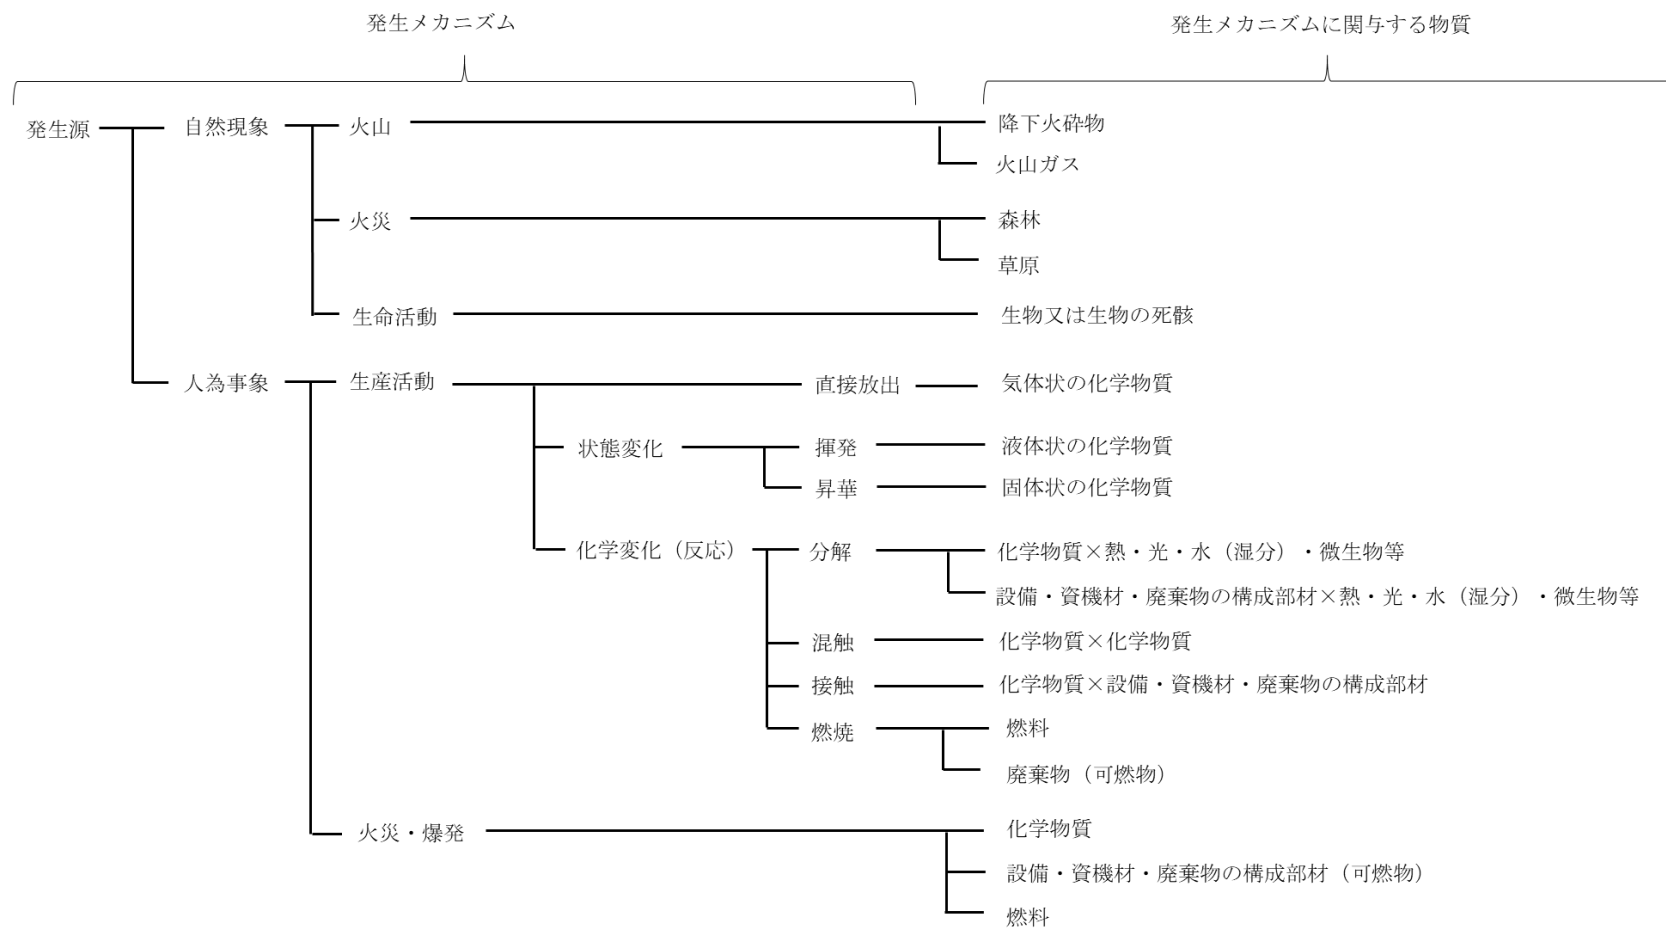 発生メカニズム 発生メカニズムに関与する物質
発生源 自然現象 火山 降下火砕物
火山ガス
火災 森林
草原
生命活動 生物又は生物の死骸
人為事象 生産活動 直接放出 気体状の化学物質
状態変化 揮発 液体状の化学物質
昇華 固体状の化学物質
化学変化（反応） 分解 化学物質×熱・光・水（湿分）・微生物等
設備・資機材・廃棄物の構成部材×熱・光・水（湿分）・微生物等
混触 化学物質×化学物質
接触 化学物質×設備・資機材・廃棄物の構成部材
燃焼 燃料
廃棄物（可燃物）
火災・爆発 化学物質
設備・資機材・廃棄物の構成部材（可燃物）
燃料